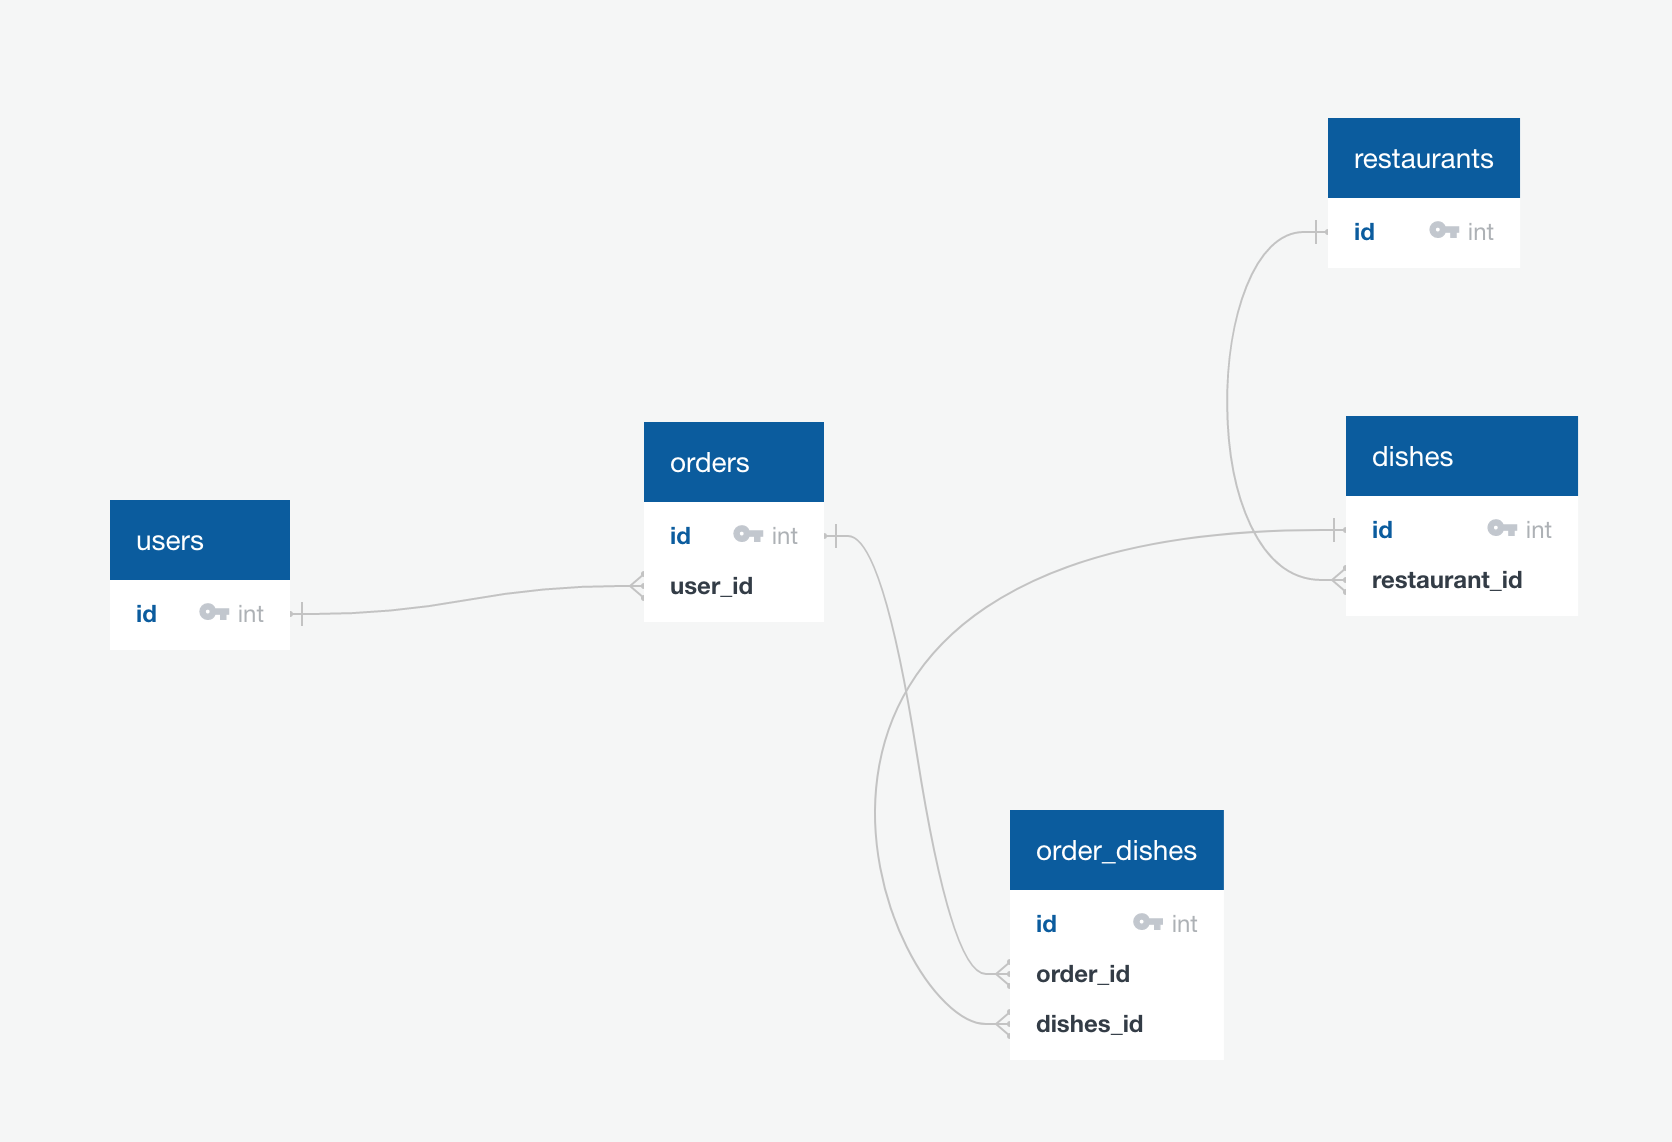 users
id int
orders
id int
user_id
restaurants
id int
dishes
id int
restaurant_id
order_dishes
id int
order_id
dishes_id